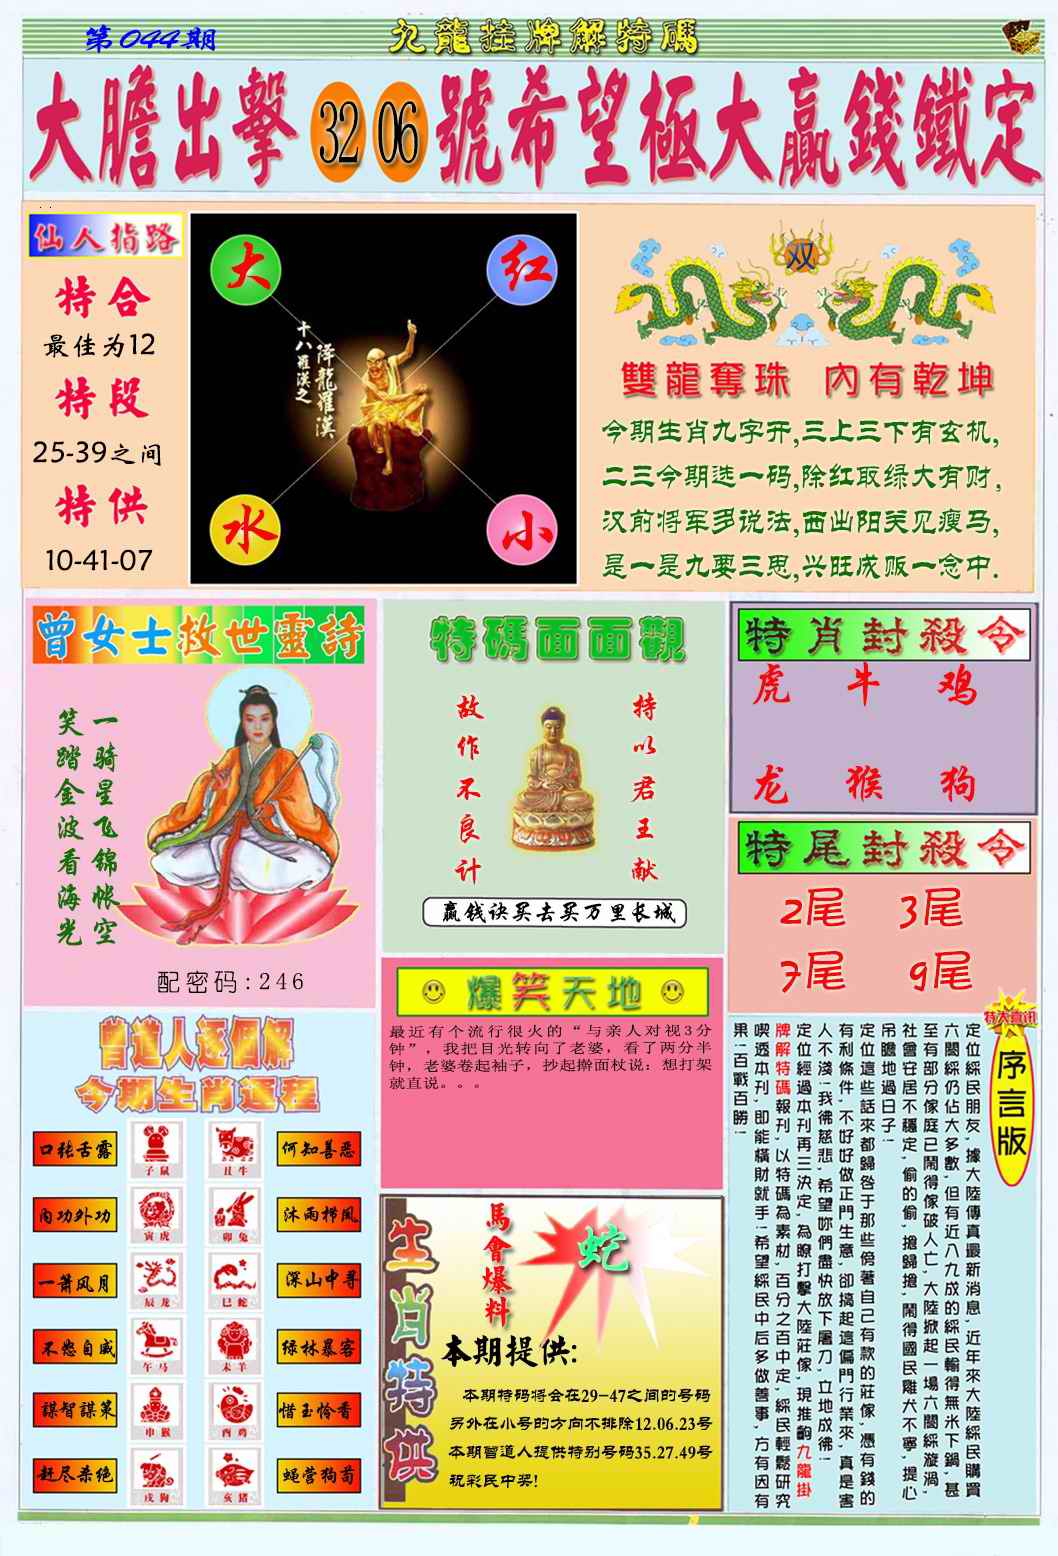 第044期
九龍挂牌解特碼
大膽出擊 32 06 號希望極大贏錢鐵定
仙人指路
特合
最佳为12
特段
25-39之间
特供
10-41-07
大
红
十八羅漢之
降龍羅漢
水
小
双
雙龍奪珠 內有乾坤
今期生肖九字开,三上三下有玄机,
二三今期选一码,除红取绿大有财,
汉前将军多说法,西出阳关见瘦马,
是一是九要三思,兴旺成贩一念中.
曾女士救世靈詩
一骑星飞锦帐空
笑踏金波看海光
配密码:246
特碼面面觀
持以君王献
故作不良计
赢钱诀买去买万里长城
特肖封殺令
虎 牛 鸡
龙 猴 狗
特尾封殺令
2尾 3尾
7尾 9尾
爆笑天地
最近有个流行很火的“与亲人对视3分
钟”，我把目光转向了老婆，看了两分半
钟，老婆卷起袖子，抄起擀面杖说：想打架
就直说。。。
曾道人逐個解
今期生肖运程
口张舌露
子鼠
丑牛
何知善恶
内功外功
寅虎
卯兔
沐雨栉风
一箫风月
辰龙
巳蛇
深山中寻
不怒自威
午马
未羊
绿林暴客
謀智謀策
申猴
酉鸡
惜玉怜香
赶尽杀绝
戌狗
亥猪
蝇营狗苟
生肖特供
馬會爆料
蛇
本期提供:
本期特码将会在29-47之间的号码
另外在小号的方向不排除12.06.23号
本期曾道人提供特别号码35.27.49号
祝彩民中奖!
特大喜讯
序言版
定位綵民朋友,據大陸傳真最新消息,近年來大陸綵民購買
六閤綵仍佔大多數,但有近八九成的綵民輸得無米下鍋,甚
至有部分傢庭已鬧得傢破人亡,大陸掀起一場六閤綵漩渦,
社會安居不穩定,偷的偷,搶歸搶,鬧得國民雞犬不寧,提心
吊膽地過日子!
定位這些話來都歸咎于那些傍著自己有款的莊傢,憑有錢的
有利條件,不好好做正門生意,卻搞起這偏門行業來,真是害
人不淺!我彿慈悲,希望妳們盡快放下屠刀,立地成彿!
定位經過本刊再三決定,為瞭打擊大陸莊傢,現推齣九龍掛
牌解特碼報刊,以特碼為素材,百分之百中定,綵民輕鬆研究
喫透本刊,即能橫財就手!希望綵民中后多做善事,方有因有
果!百戰百勝!